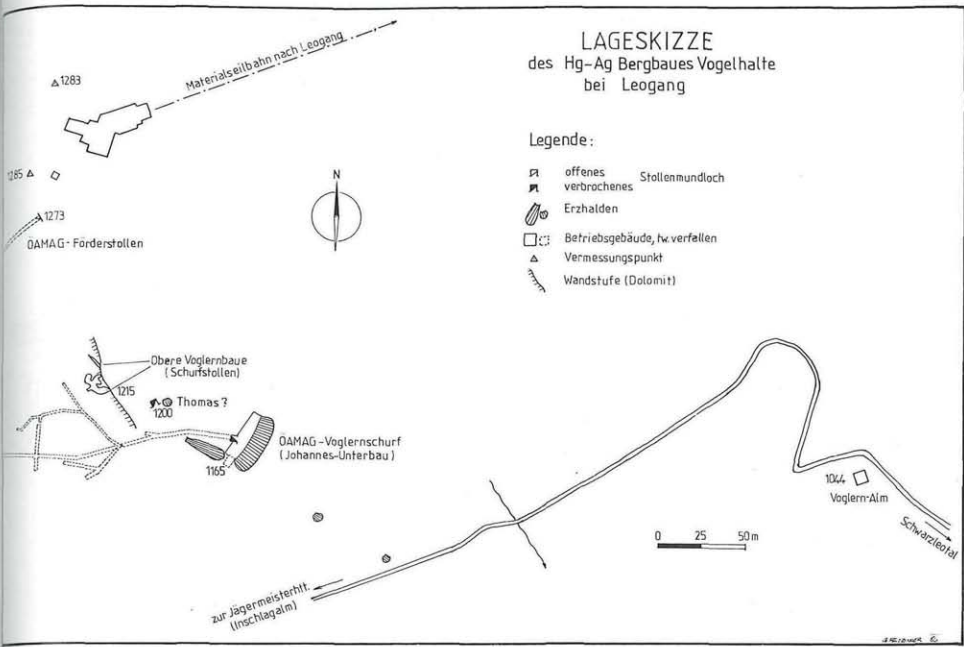 LAGESKIZZE
des Hg-Ag Bergbaues Vogelhalte
bei Leogang
Materialseilbahn nach Leogang
1283
Legende:
offenes
verbrochenes
Stollenmundloch
Erzhalden
Betriebsgebäude, tw. verfallen
Vermessungspunkt
Wandstufe (Dolomit)
N
1285
1273
ÖAMAG-Förderstollen
Obere Voglernbaue
(Schurfstollen)
1215
Thomas?
1200
ÖAMAG-Voglernschurf
(Johannes-Unterbau)
1165
1044
Voglern-Alm
Schwarzleotal
0 25 50m
zur Jägermeisterhlt.
(Inschlagalm)